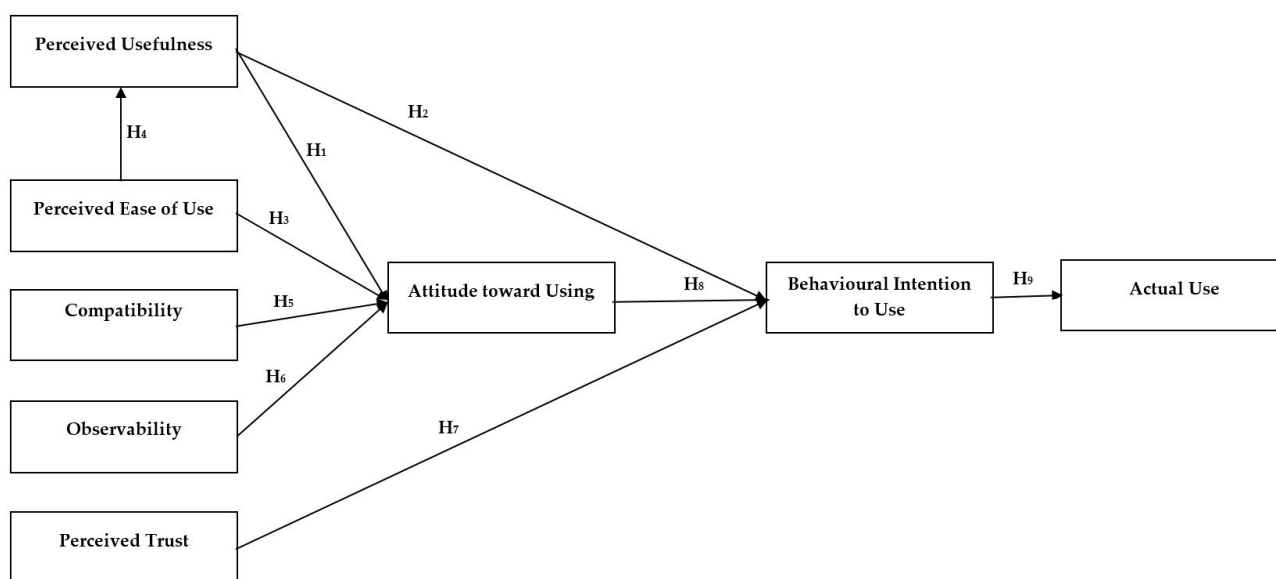 Perceived Usefulness
H2
H4
H1
Perceived Ease of Use
H3
Attitude toward Using
H8
Behavioural Intention
to Use
H9
Actual Use
Compatibility
H5
H6
Observability
H7
Perceived Trust